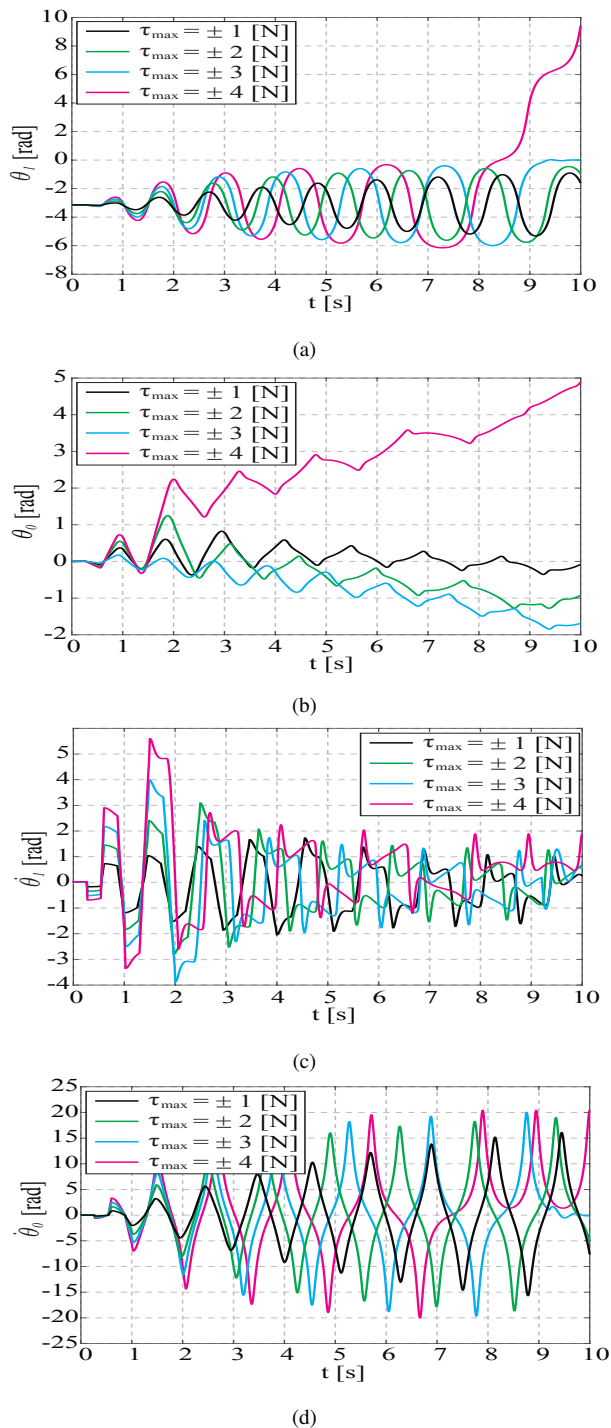 10
8
6
4
2
0
-2
-4
-6
-8
θ₁ [rad]
τmax = ± 1 [N]
τmax = ± 2 [N]
τmax = ± 3 [N]
τmax = ± 4 [N]
0 1 2 3 4 5 6 7 8 9 10
t [s]
(a)
5
4
3
2
1
0
-1
-2
θ₀ [rad]
τmax = ± 1 [N]
τmax = ± 2 [N]
τmax = ± 3 [N]
τmax = ± 4 [N]
0 1 2 3 4 5 6 7 8 9 10
t [s]
(b)
5
4
3
2
1
0
-1
-2
-3
-4
θ̇₁ [rad]
τmax = ± 1 [N]
τmax = ± 2 [N]
τmax = ± 3 [N]
τmax = ± 4 [N]
0 1 2 3 4 5 6 7 8 9 10
t [s]
(c)
25
20
15
10
5
0
-5
-10
-15
-20
-25
θ̇₀ [rad]
τmax = ± 1 [N]
τmax = ± 2 [N]
τmax = ± 3 [N]
τmax = ± 4 [N]
0 1 2 3 4 5 6 7 8 9 10
t [s]
(d)